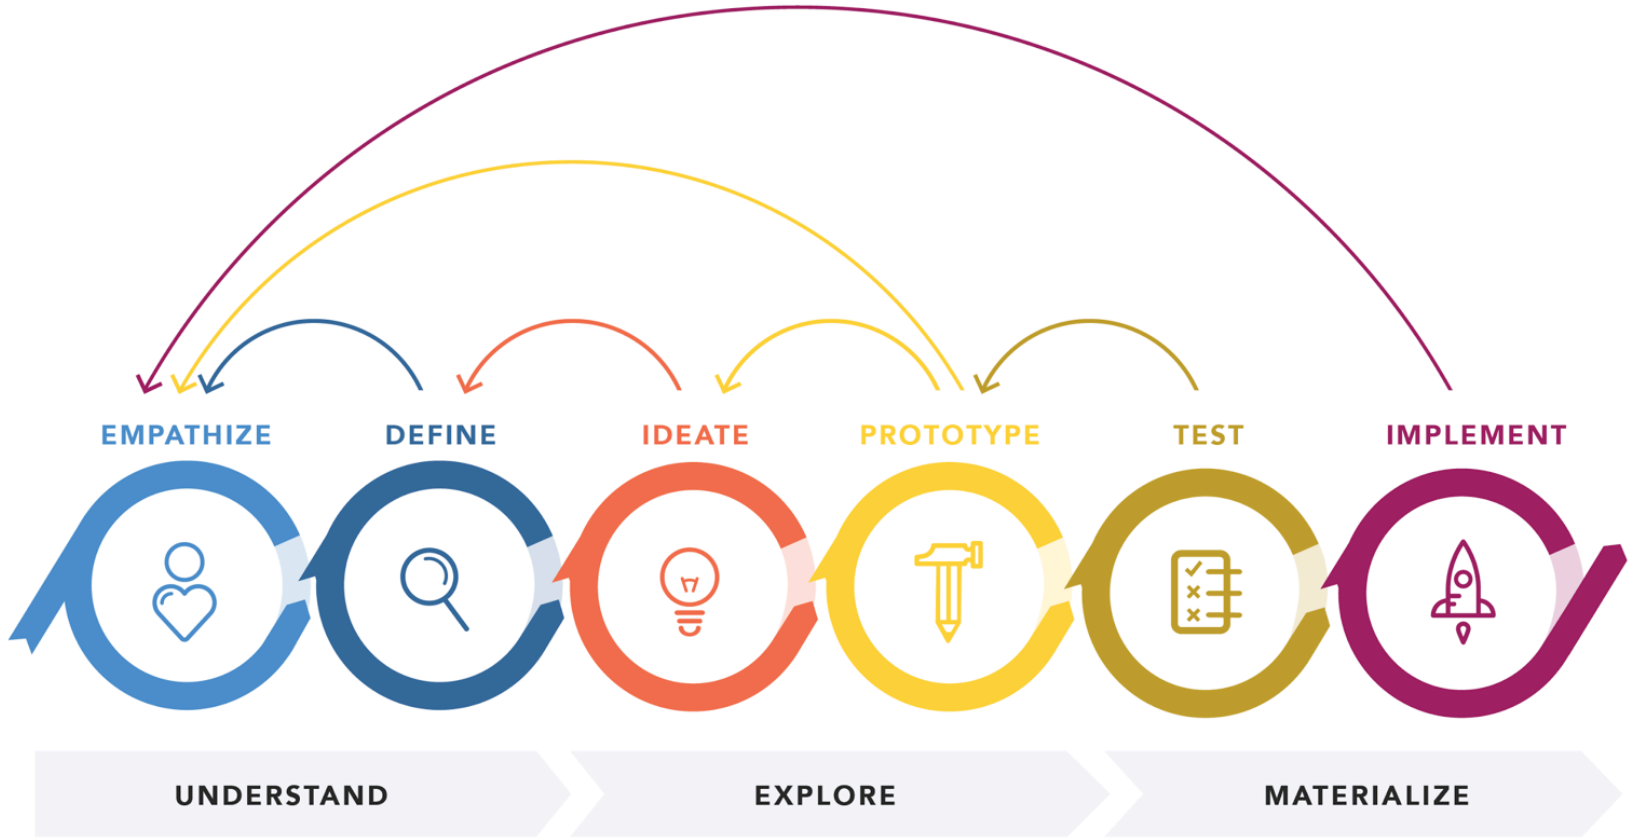 EMPATHIZE
DEFINE
IDEATE
PROTOTYPE
TEST
IMPLEMENT
UNDERSTAND
EXPLORE
MATERIALIZE